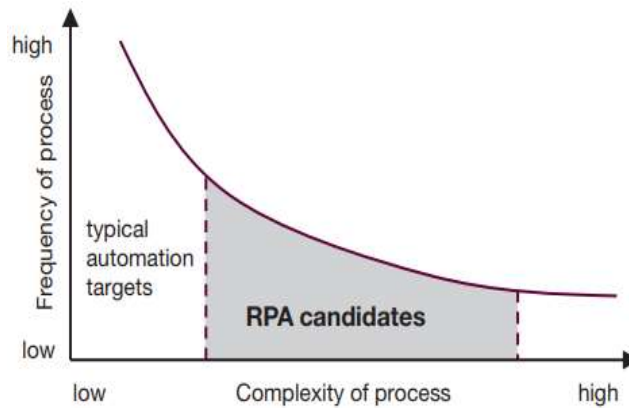 high
Frequency of process
typical
automation
targets
RPA candidates
low
low
Complexity of process
high